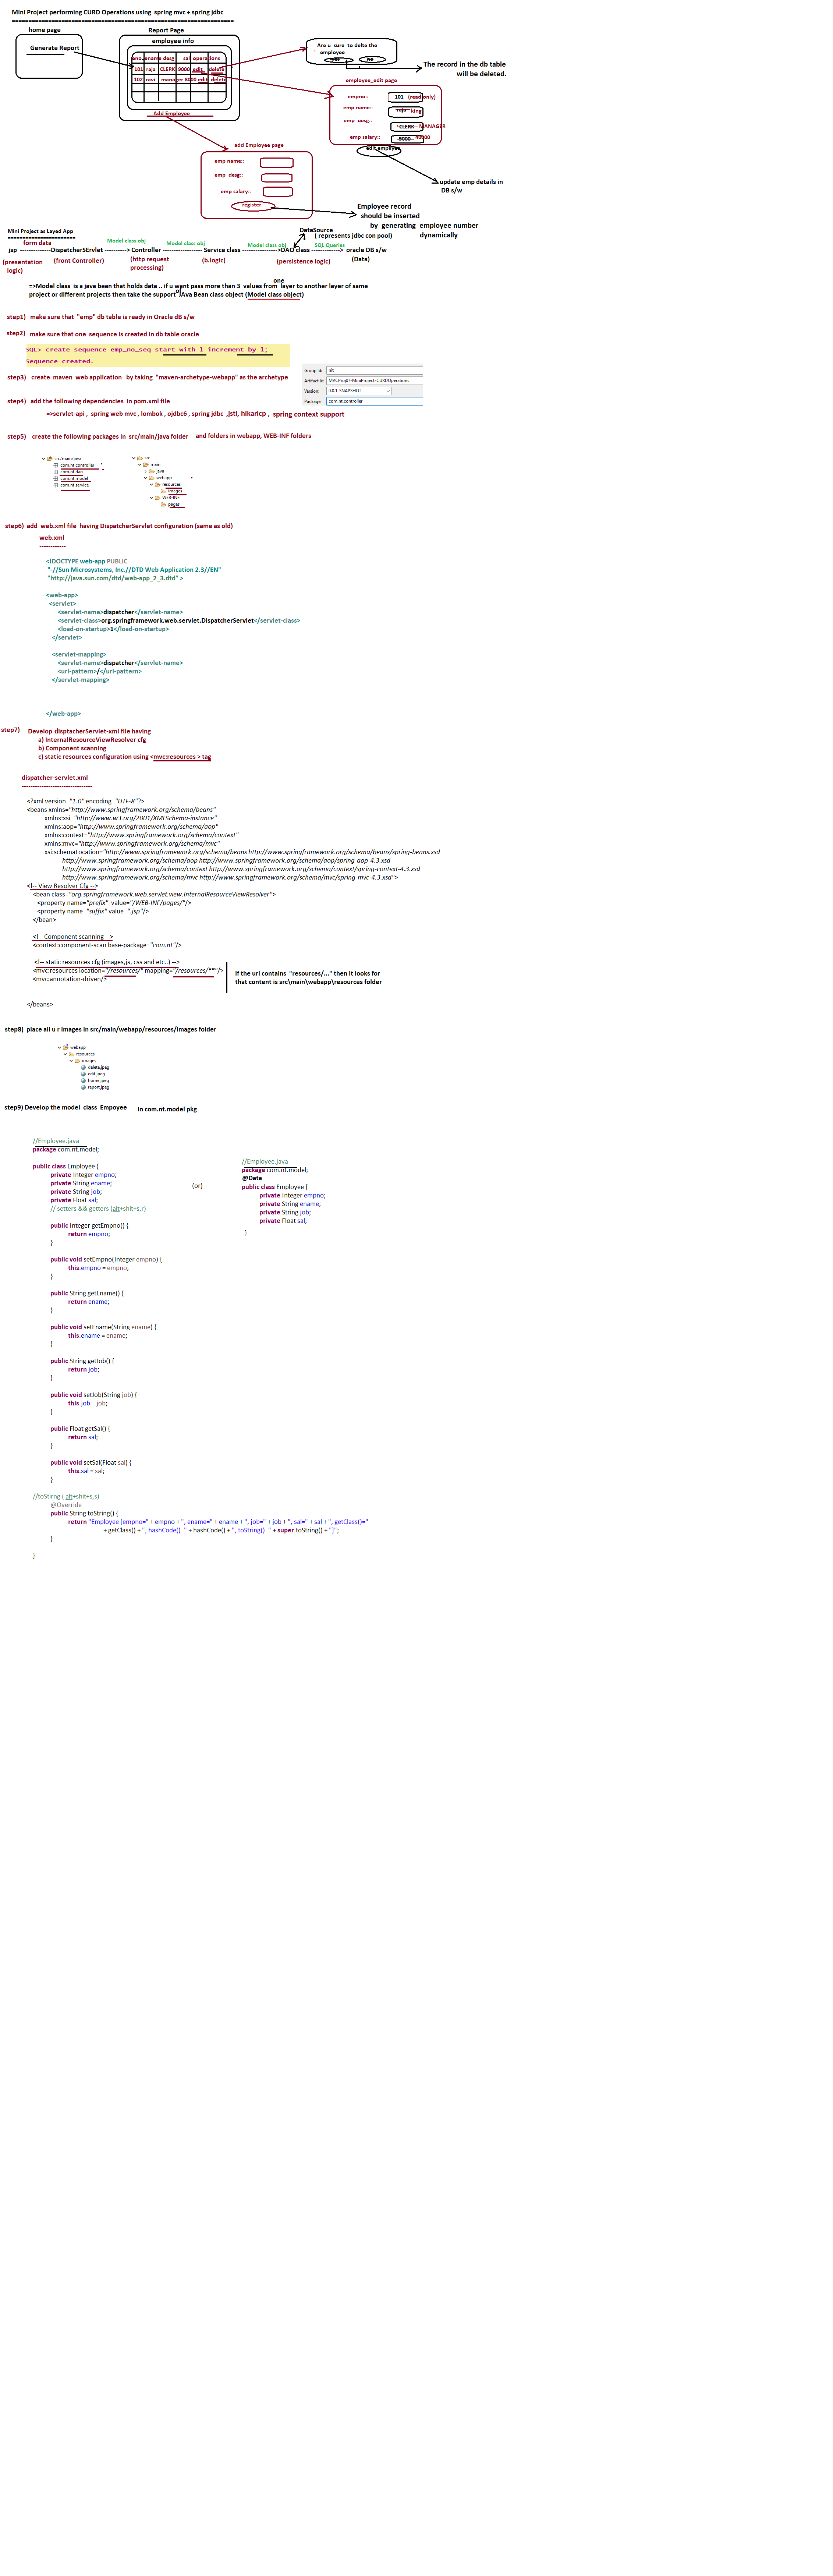 Mini Project performing CURD Operations using  spring mvc + spring jdbc
====================================================================
home page
Generate Report
Report Page
employee info
eno ename desg   sal  operations
101  raja  CLERK  9000  edit  delete
102  ravi  manager 8000 edit  delete
Add Employee
Are u  sure  to delte the
employee
yes
no
The record in the db table
will be deleted.
employee_edit page
empno::    101   (read only)
emp name::    raja   king
emp  desg::    CLERK   MANAGER
emp salary::    9000   90000
edit employee
update emp details in
DB s/w
add Employee page
emp name::
emp  desg::
emp salary::
register
Employee record
should be inserted
by  generating  employee number
dynamically
Mini Project as Layed App
=======================
form data
Model class obj
Model class obj
Model class obj
DataSource
( represents jdbc con pool)
SQL Queries
jsp  --------------DispatcherSErvlet ----------> Controller ------------------ Service class ---------------->DAO class -------------> oracle DB s/w
(presentation
logic)
(front Controller)
(http request
processing)
(b.logic)
(persistence logic)
(Data)
one
=>Model class  is a java bean that holds data .. if u want pass more than 3  values from  layer to another layer of same
project or different projects then take the support of JAva Bean class object (Model class object)
step1)  make sure that  "emp" db table is ready in Oracle dB s/w
step2)  make sure that one  sequence is created in db table oracle
SQL> create sequence emp_no_seq start with 1 increment by 1;
Sequence created.
step3)  create  maven  web application   by taking  "maven-archetype-webapp" as the archetype
Group Id: nit
Artifact Id: MVCProj07-MiniProject-CURDOperations
Version: 0.0.1-SNAPSHOT
Package: com.nt.controller
step4)  add the following dependencies  in pom.xml file
=>servlet-api ,  spring web mvc , lombok , ojdbc6 , spring jdbc  ,jstl, hikaricp ,  spring context support
step5)   create the following packages in  src/main/java folder    and folders in webapp, WEB-INF folders
src/main/java
com.nt.controller
com.nt.dao
com.nt.model
com.nt.service
src
main
java
webapp
resources
images
WEB-INF
pages
step6)  add  web.xml file  having DispatcherServlet configuration (same as old)
web.xml
------------
<!DOCTYPE web-app PUBLIC
"-//Sun Microsystems, Inc.//DTD Web Application 2.3//EN"
"http://java.sun.com/dtd/web-app_2_3.dtd" >
<web-app>
<servlet>
<servlet-name>dispatcher</servlet-name>
<servlet-class>org.springframework.web.servlet.DispatcherServlet</servlet-class>
<load-on-startup>1</load-on-startup>
</servlet>
<servlet-mapping>
<servlet-name>dispatcher</servlet-name>
<url-pattern>/</url-pattern>
</servlet-mapping>
</web-app>
step7)   Develop disptacherServlet-xml file having
a) InternalResourceViewResolver cfg
b) Component scanning
c) static resources configuration using <mvc:resources > tag
dispatcher-servlet.xml
--------------------------------
<?xml version="1.0" encoding="UTF-8"?>
<beans xmlns="http://www.springframework.org/schema/beans"
xmlns:xsi="http://www.w3.org/2001/XMLSchema-instance"
xmlns:aop="http://www.springframework.org/schema/aop"
xmlns:context="http://www.springframework.org/schema/context"
xmlns:mvc="http://www.springframework.org/schema/mvc"
xsi:schemaLocation="http://www.springframework.org/schema/beans http://www.springframework.org/schema/beans/spring-beans.xsd
http://www.springframework.org/schema/aop http://www.springframework.org/schema/aop/spring-aop-4.3.xsd
http://www.springframework.org/schema/context http://www.springframework.org/schema/context/spring-context-4.3.xsd
http://www.springframework.org/schema/mvc http://www.springframework.org/schema/mvc/spring-mvc-4.3.xsd">
<!-- View Resolver Cfg -->
<bean class="org.springframework.web.servlet.view.InternalResourceViewResolver">
<property name="prefix"  value="/WEB-INF/pages/"/>
<property name="suffix" value=".jsp"/>
</bean>
<!-- Component scanning -->
<context:component-scan base-package="com.nt"/>
<!-- static resources cfg (images,js, css and etc..) -->
<mvc:resources location="/resources/" mapping="/resources/**"/>
<mvc:annotation-driven/>
if the url contains  "resources/..." then it looks for
that content is src\main\webapp\resources folder
</beans>
step8)  place all u r images in src/main/webapp/resources/images folder
webapp
resources
images
delete.jpeg
edit.jpeg
home.jpeg
report.jpeg
step9) Develop the model  class  Empoyee     in com.nt.model pkg
//Employee.java
package com.nt.model;
public class Employee {
private Integer empno;
private String ename;
private String job;
private Float sal;
// setters && getters (alt+shit+s,r)
public Integer getEmpno() {
return empno;
}
public void setEmpno(Integer empno) {
this.empno = empno;
}
public String getEname() {
return ename;
}
public void setEname(String ename) {
this.ename = ename;
}
public String getJob() {
return job;
}
public void setJob(String job) {
this.job = job;
}
public Float getSal() {
return sal;
}
public void setSal(Float sal) {
this.sal = sal;
}
//toStirng ( alt+shit+s,s)
@Override
public String toString() {
return "Employee [empno=" + empno + ", ename=" + ename + ", job=" + job + ", sal=" + sal + ", getClass()="
+ getClass() + ", hashCode()=" + hashCode() + ", toString()=" + super.toString() + "]";
}
}
(or)
//Employee.java
package com.nt.model;
@Data
public class Employee {
private Integer empno;
private String ename;
private String job;
private Float sal;
}